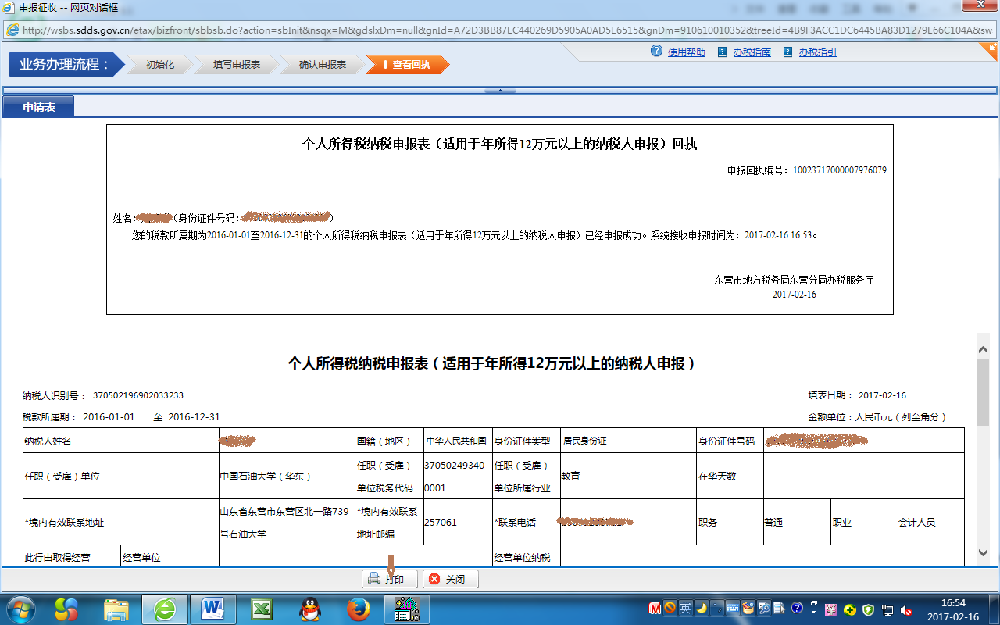 申报征收 -- 网页对话框
http://wsbs.sdds.gov.cn/etax/bizfront/sbbsb.do?action=sbInit&nsqx=M&gdslxDm=null&gnId=A72D3BB87EC440269D5905A0AD5E6515&gnDm=910610010352&treeId=4B9F3ACC1DC6445BA83D1279E66C104A&sw
业务办理流程： 初始化 填写申报表 确认申报表 查看回执 使用帮助 办税指南 办税指引
申请表
个人所得税纳税申报表（适用于年所得12万元以上的纳税人申报）回执
申报回执编号：10023717000007976079
姓名: （身份证件号码: ）
您的税款所属期为2016-01-01至2016-12-31的个人所得税纳税申报表（适用于年所得12万元以上的纳税人申报）已经申报成功。系统接收申报时间为：2017-02-16 16:53。
东营市地方税务局东营分局办税服务厅
2017-02-16
个人所得税纳税申报表（适用于年所得12万元以上的纳税人申报）
纳税人识别号： 370502196902033233 填表日期： 2017-02-16
税款所属期： 2016-01-01 至 2016-12-31 金额单位：人民币元（列至角分）
纳税人姓名 国籍（地区） 中华人民共和国 身份证件类型 居民身份证 身份证件号码
任职（受雇）单位 中国石油大学（华东） 任职（受雇）单位税务代码 370502493400001 任职（受雇）单位所属行业 教育 在华天数
*境内有效联系地址 山东省东营市东营区北一路739号石油大学 *境内有效联系地址邮编 257061 *联系电话 职务 普通 职业 会计人员
此行由取得经营 经营单位 经营单位纳税
打印 关闭
英
16:54
2017-02-16